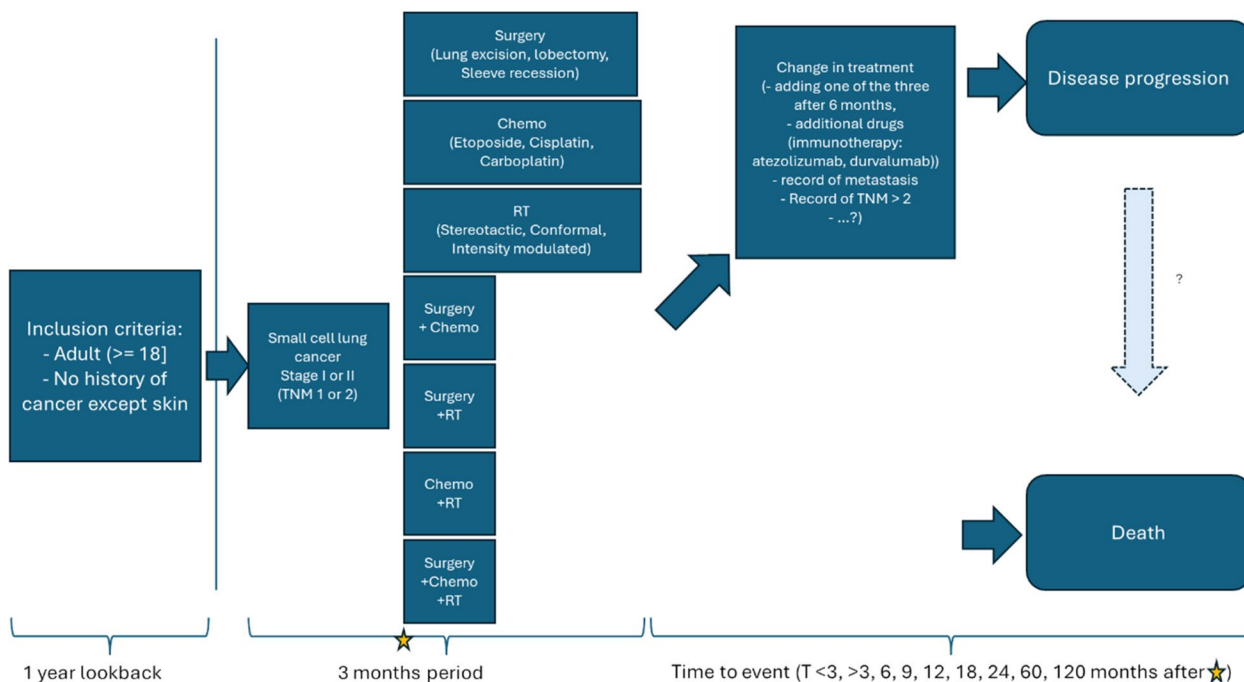 Inclusion criteria:
- Adult (>= 18]
- No history of
cancer except skin
Small cell lung
cancer
Stage I or II
(TNM 1 or 2)
Surgery
(Lung excision, lobectomy,
Sleeve recession)
Chemo
(Etoposide, Cisplatin,
Carboplatin)
RT
(Stereotactic, Conformal,
Intensity modulated)
Surgery
+ Chemo
Surgery
+RT
Chemo
+RT
Surgery
+Chemo
+RT
Change in treatment
(- adding one of the three
after 6 months,
- additional drugs
(immunotherapy:
atezolizumab, durvalumab))
- record of metastasis
- Record of TNM > 2
- ...?)
Disease progression
?
Death
1 year lookback
3 months period
Time to event (T <3, >3, 6, 9, 12, 18, 24, 60, 120 months after ★)